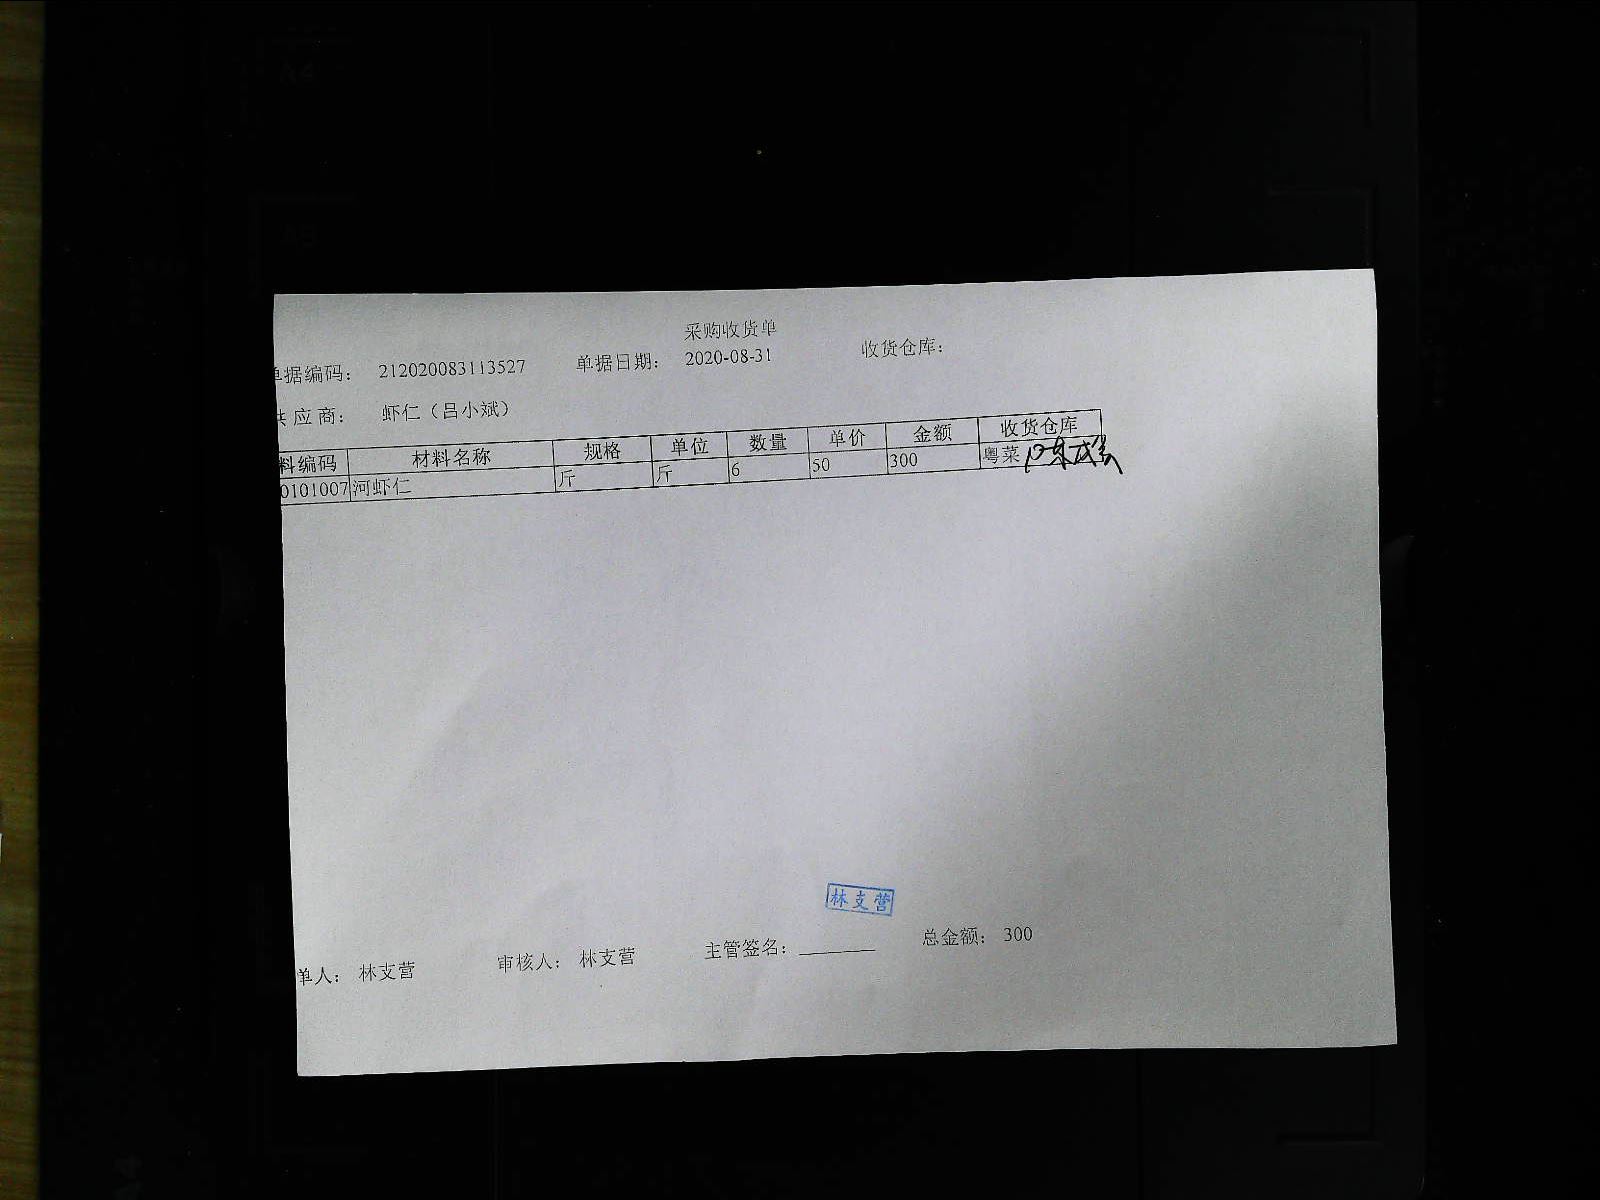 采购收货单
单据编码： 212020083113527 单据日期： 2020-08-31 收货仓库：
供应商： 虾仁（吕小斌）
料编码 材料名称 规格 单位 数量 单价 金额 收货仓库
0101007 河虾仁 斤 斤 6 50 300 粤菜
林支营
单人： 林支营 审核人： 林支营 主管签名：________ 总金额： 300